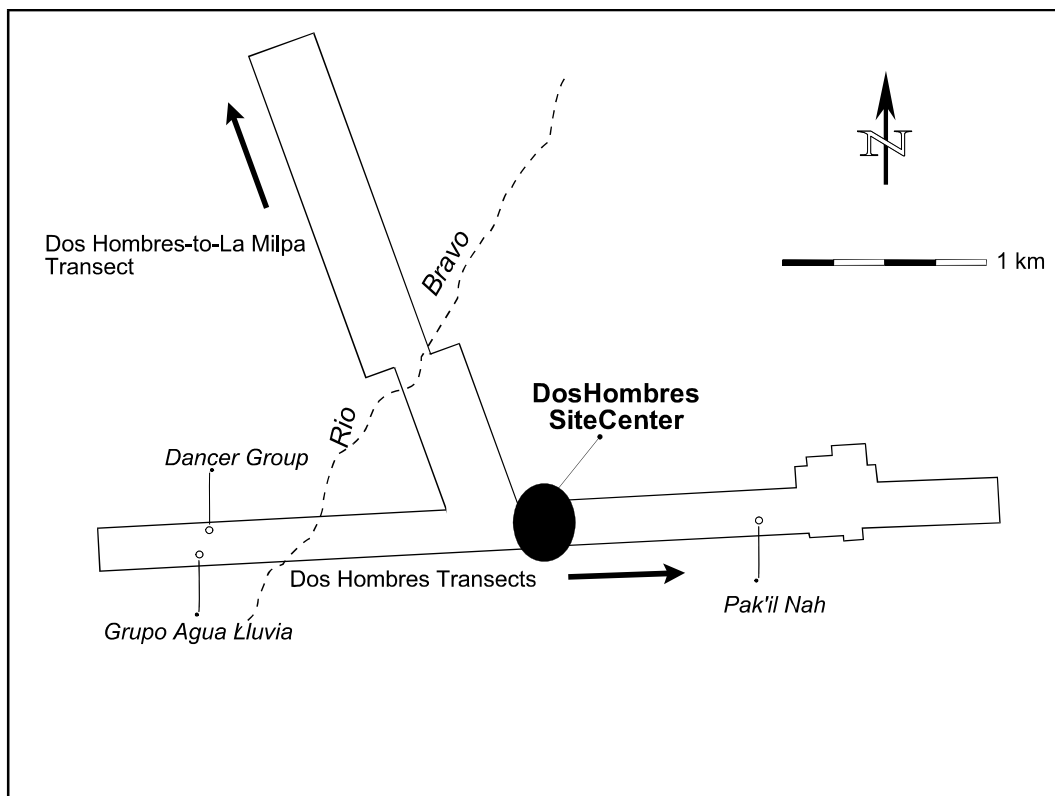 N
Dos Hombres-to-La Milpa
Transect
Bravo
1 km
DosHombres
SiteCenter
Rio
Dancer Group
Dos Hombres Transects
Pak'il Nah
Grupo Agua Lluvia